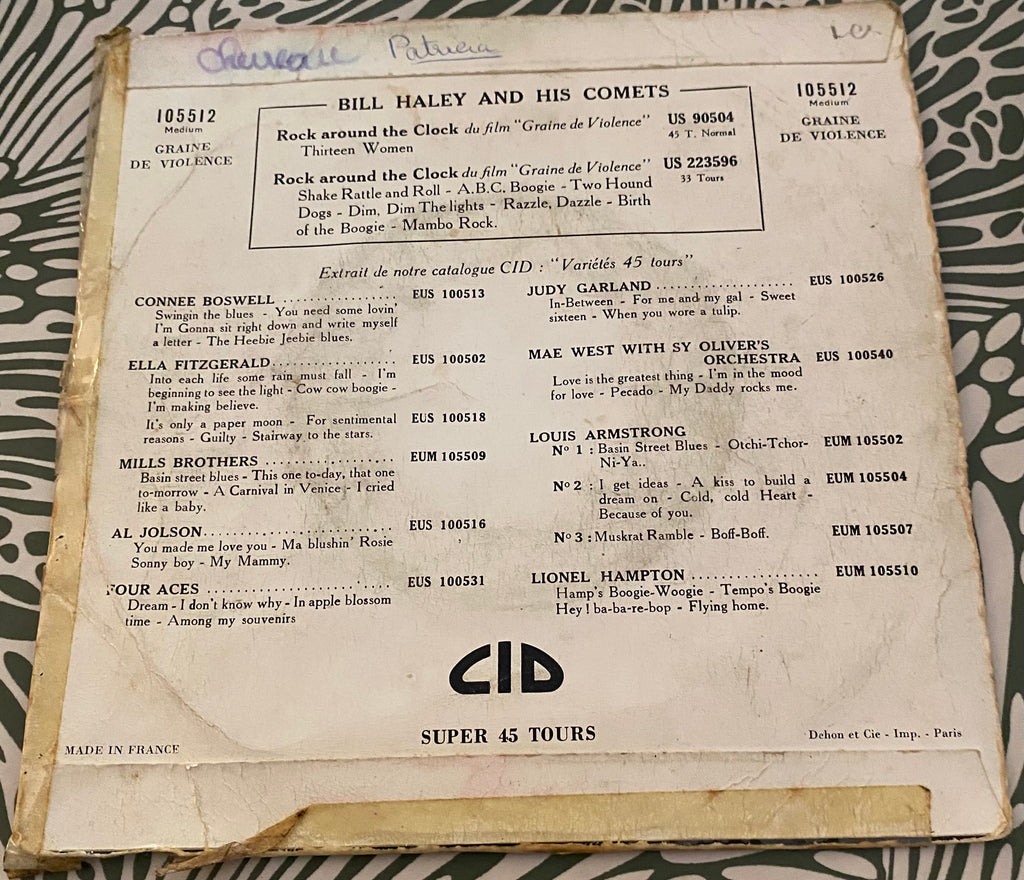 Patricia
105512
Medium
GRAINE
DE VIOLENCE
BILL HALEY AND HIS COMETS
Rock around the Clock du film "Graine de Violence" US 90504
Thirteen Women 45 T. Normal
Rock around the Clock du film "Graine de Violence" US 223596
Shake Rattle and Roll - A.B.C. Boogie - Two Hound 33 Tours
Dogs - Dim, Dim The lights - Razzle, Dazzle - Birth
of the Boogie - Mambo Rock.
105512
Medium
GRAINE
DE VIOLENCE
Extrait de notre catalogue CID : "Variétés 45 tours"
CONNEE BOSWELL .................. EUS 100513
Swingin the blues - You need some lovin'
I'm Gonna sit right down and write myself
a letter - The Heebie Jeebie blues.
ELLA FITZGERALD.................. EUS 100502
Into each life some rain must fall - I'm
beginning to see the light - Cow cow boogie -
I'm making believe.
It's only a paper moon - For sentimental EUS 100518
reasons - Guilty - Stairway to the stars.
MILLS BROTHERS .................. EUM 105509
Basin street blues - This one to-day, that one
to-morrow - A Carnival in Venice - I cried
like a baby.
AL JOLSON........................ EUS 100516
You made me love you - Ma blushin' Rosie
Sonny boy - My Mammy.
FOUR ACES ........................ EUS 100531
Dream - I don't know why - In apple blossom
time - Among my souvenirs
JUDY GARLAND .................... EUS 100526
In-Between - For me and my gal - Sweet
sixteen - When you wore a tulip.
MAE WEST WITH SY OLIVER'S
ORCHESTRA EUS 100540
Love is the greatest thing - I'm in the mood
for love - Pecado - My Daddy rocks me.
LOUIS ARMSTRONG
No 1 : Basin Street Blues - Otchi-Tchor- EUM 105502
Ni-Ya..
No 2 : I get ideas - A kiss to build a EUM 105504
dream on - Cold, cold Heart -
Because of you.
No 3 : Muskrat Ramble - Boff-Boff. EUM 105507
LIONEL HAMPTON .................. EUM 105510
Hamp's Boogie-Woogie - Tempo's Boogie
Hey ! ba-ba-re-bop - Flying home.
CID
SUPER 45 TOURS
MADE IN FRANCE
Dehon et Cie - Imp. - Paris